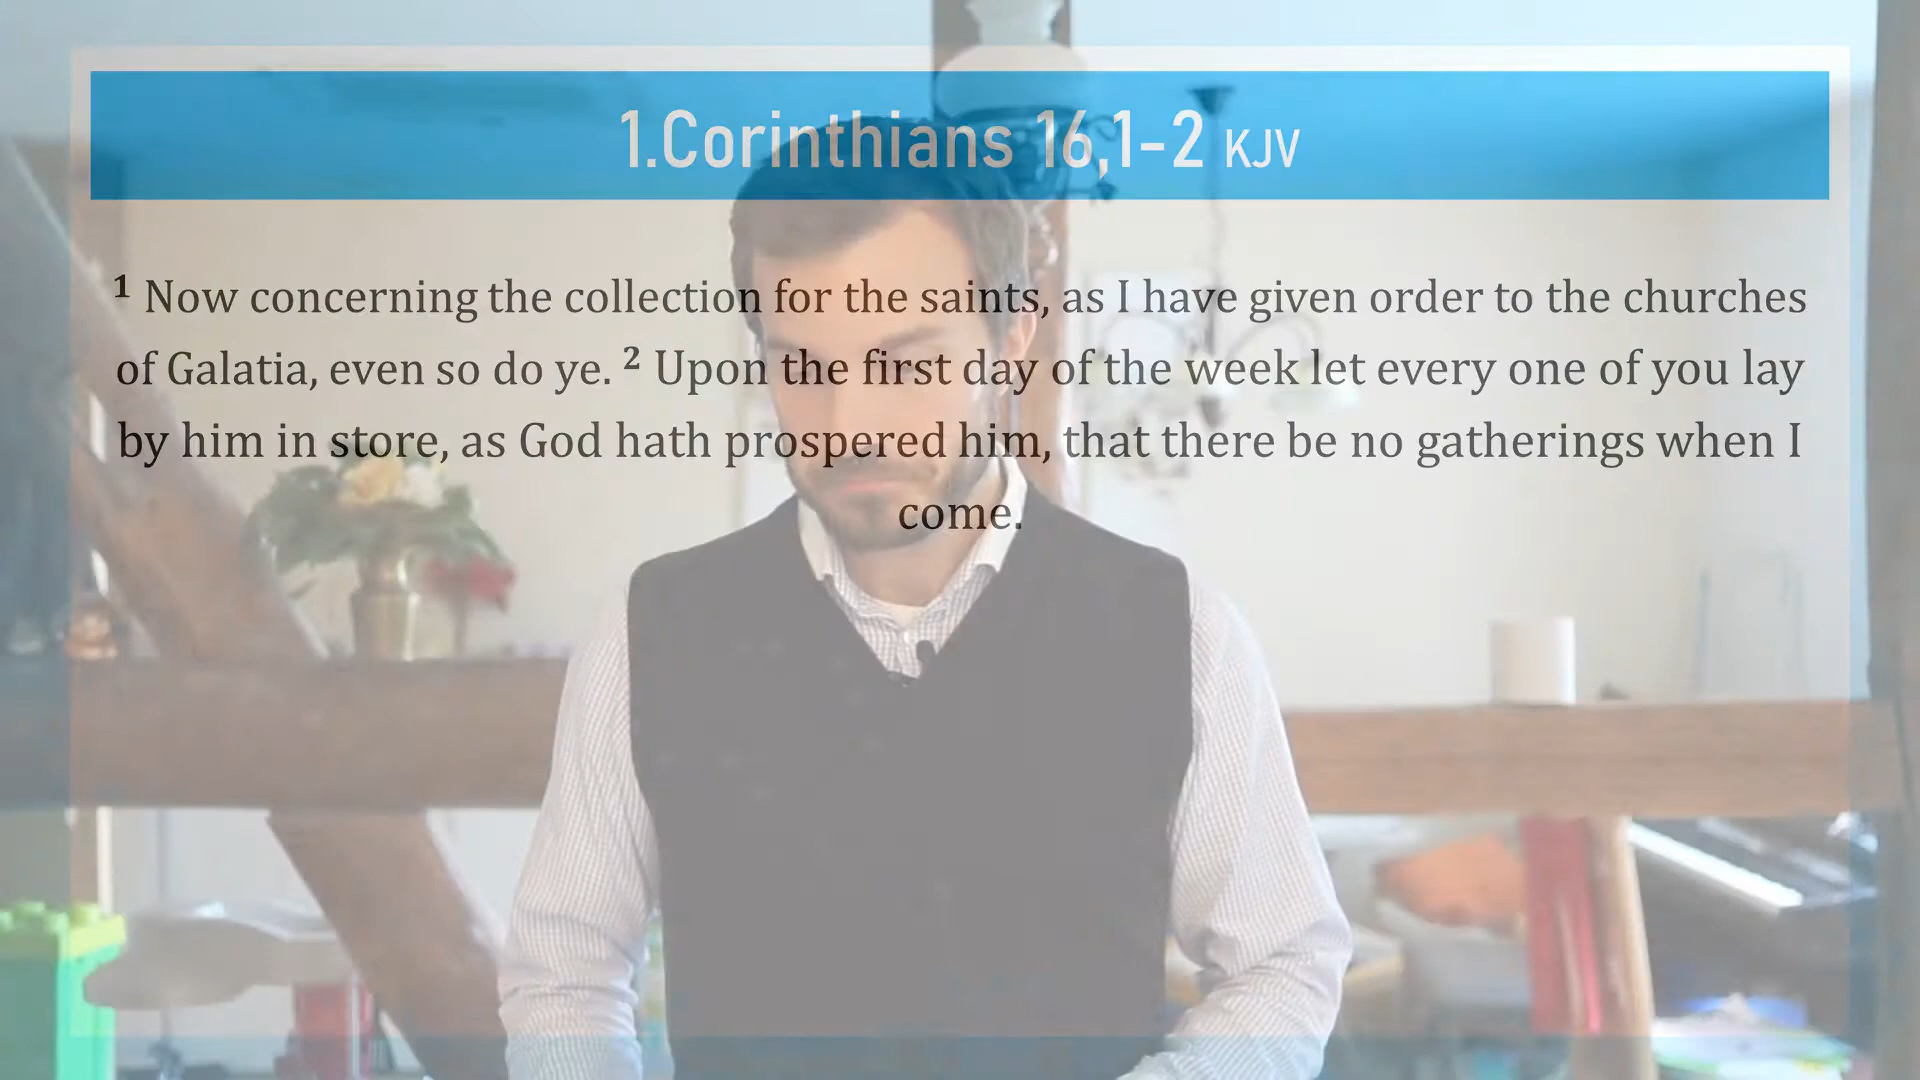 1.Corinthians 16,1-2 KJV
¹ Now concerning the collection for the saints, as I have given order to the churches
of Galatia, even so do ye. ² Upon the first day of the week let every one of you lay
by him in store, as God hath prospered him, that there be no gatherings when I
come.